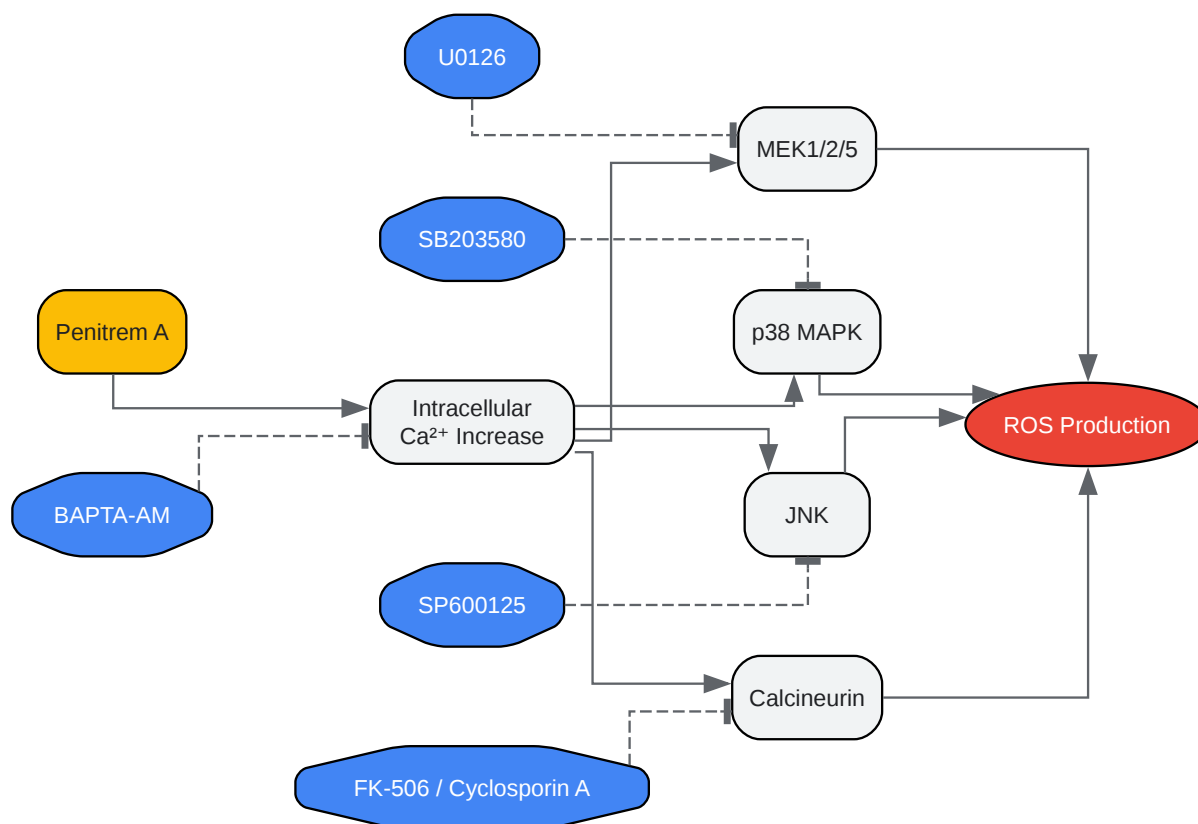 U0126
MEK1/2/5
SB203580
Penitrem A
p38 MAPK
Intracellular
Ca²⁺ Increase
ROS Production
BAPTA-AM
JNK
SP600125
Calcineurin
FK-506 / Cyclosporin A